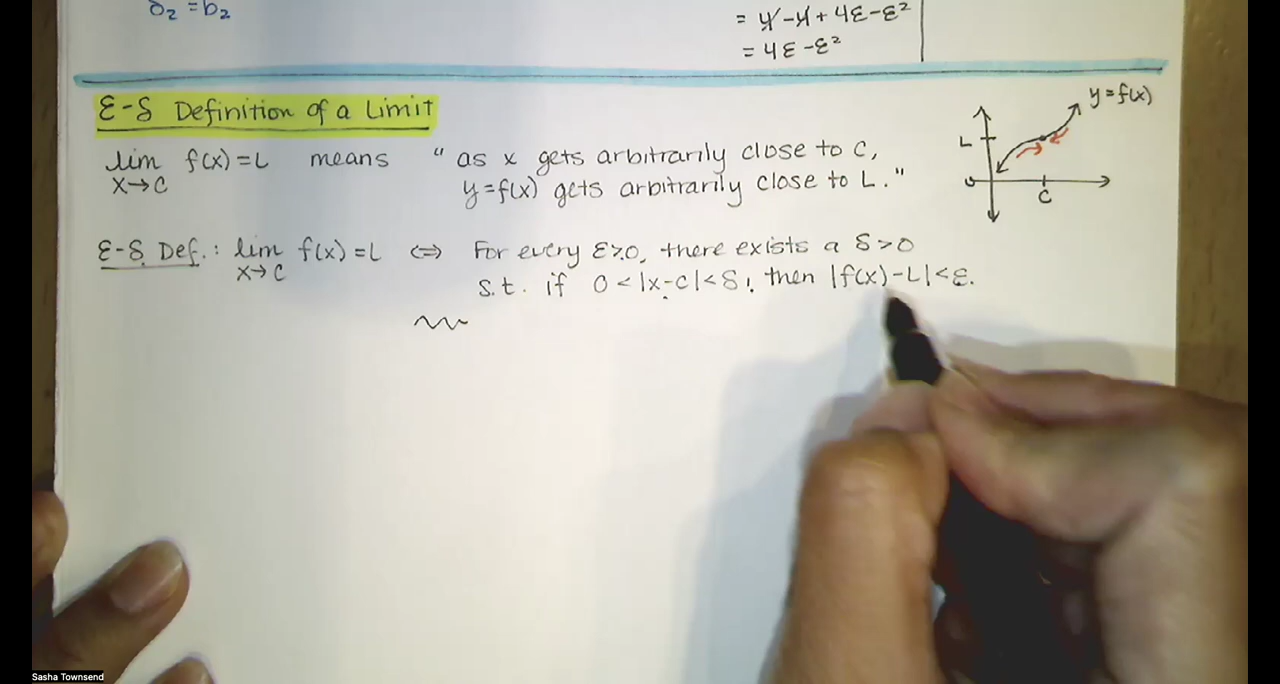 δ₂ = b₂
= 4 - 4 + 4ε - ε²
= 4ε - ε²
ε-δ Definition of a Limit
lim f(x) = L means " as x gets arbitrarily close to c,
x→c
y = f(x) gets arbitrarily close to L."
y = f(x)
L
c
ε-δ Def.: lim f(x) = L ⇔ For every ε>0, there exists a δ>0
x→c
s.t. if 0 < |x-c| < δ, then |f(x)-L| < ε.
Sasha Townsend